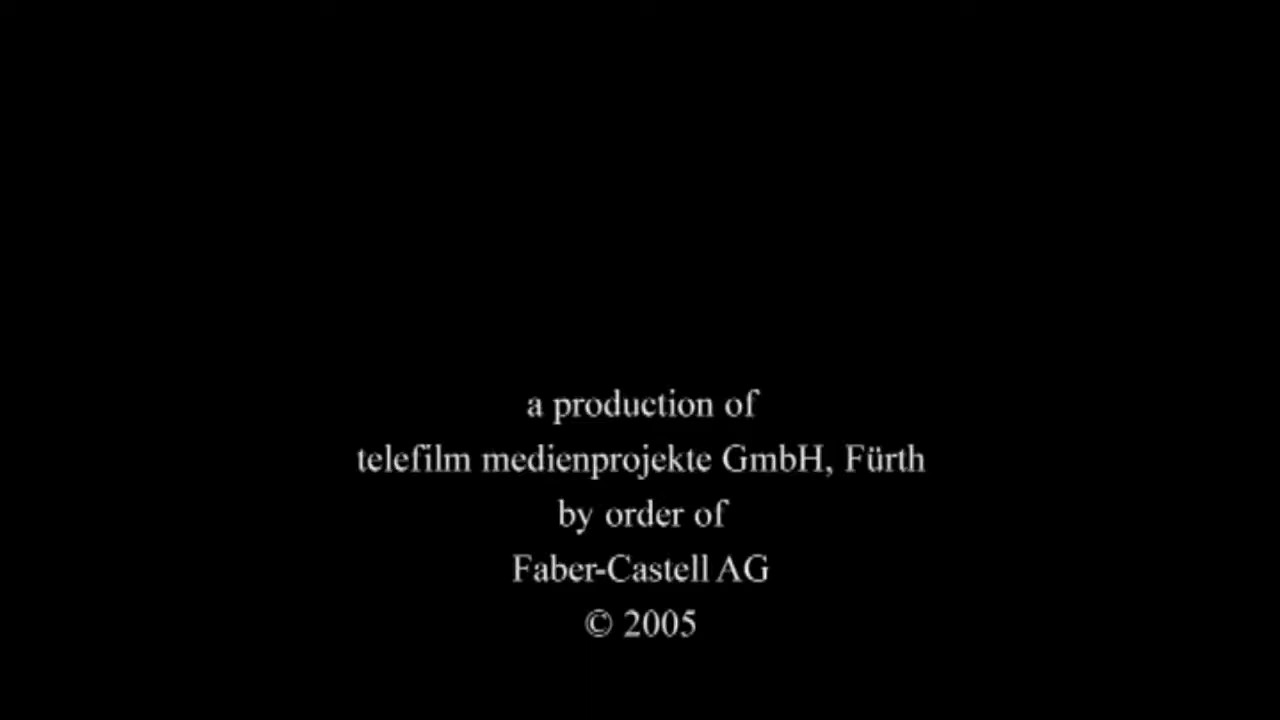 a production of
telefilm medienprojekte GmbH, Fürth
by order of
Faber-Castell AG
© 2005